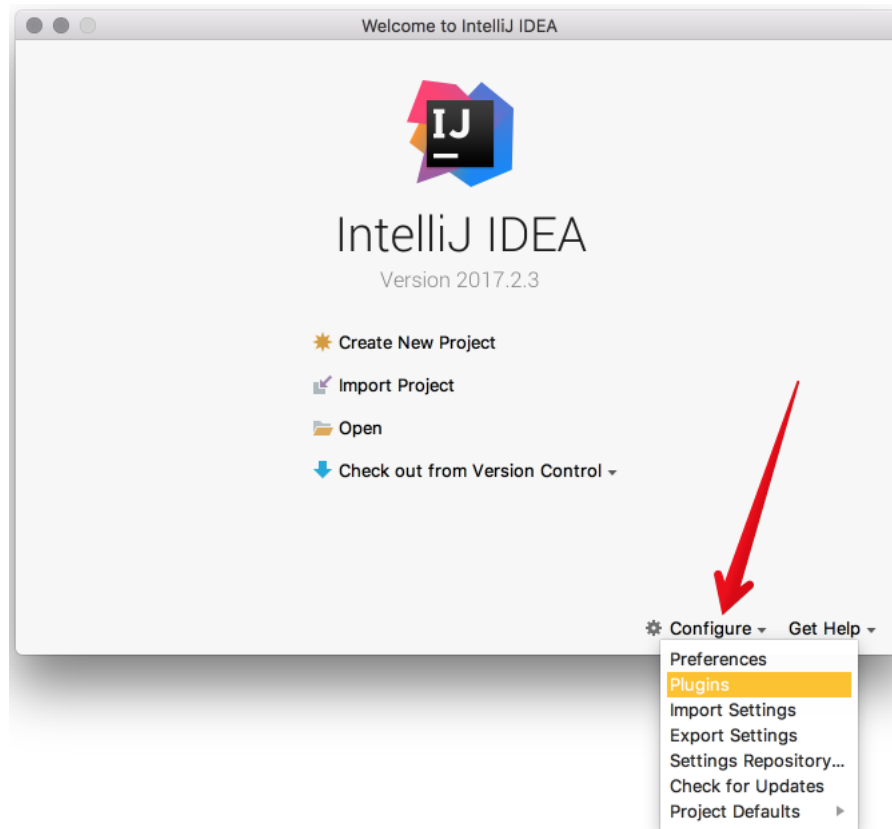 Welcome to IntelliJ IDEA
IJ
IntelliJ IDEA
Version 2017.2.3
Create New Project
Import Project
Open
Check out from Version Control
Configure Get Help
Preferences
Plugins
Import Settings
Export Settings
Settings Repository...
Check for Updates
Project Defaults